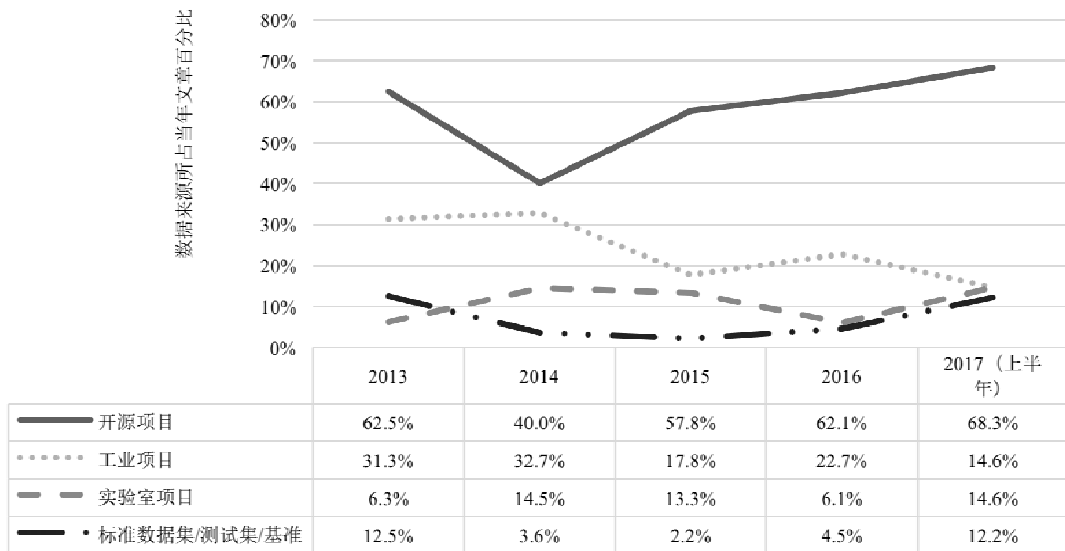 数据来源所占当年文章百分比
80%
70%
60%
50%
40%
30%
20%
10%
0%
2013 2014 2015 2016 2017（上半
年）
开源项目 62.5% 40.0% 57.8% 62.1% 68.3%
工业项目 31.3% 32.7% 17.8% 22.7% 14.6%
实验室项目 6.3% 14.5% 13.3% 6.1% 14.6%
标准数据集/测试集/基准 12.5% 3.6% 2.2% 4.5% 12.2%